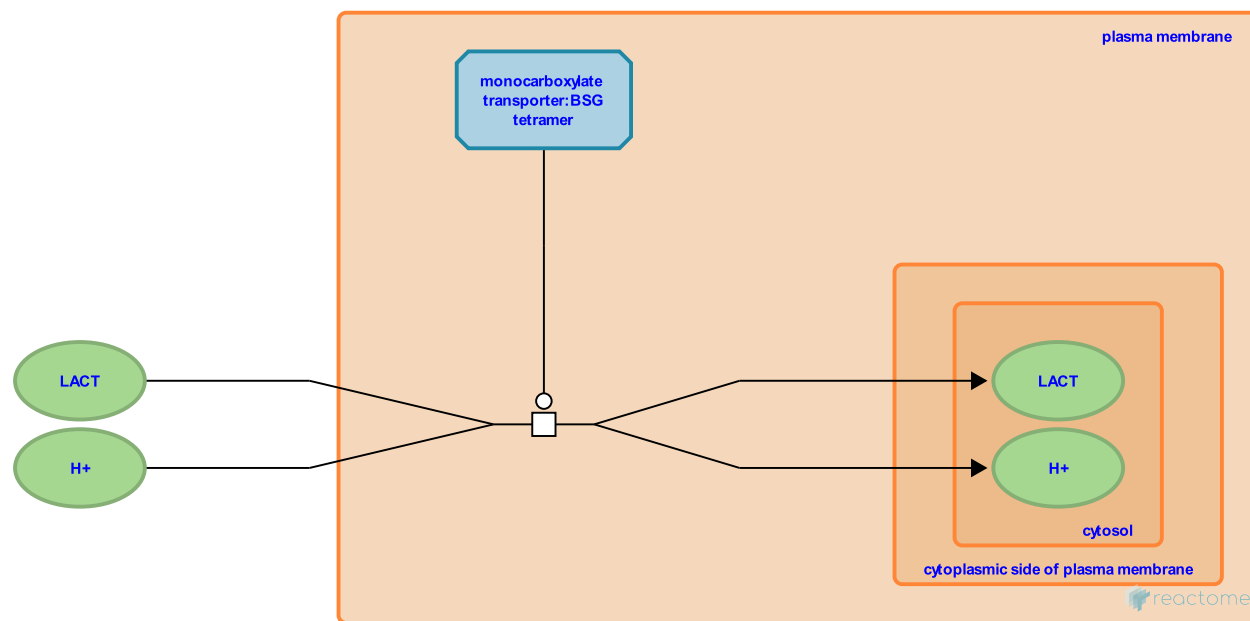 plasma membrane
monocarboxylate
transporter:BSG
tetramer
LACT
LACT
H+
H+
cytosol
cytoplasmic side of plasma membrane
reactome